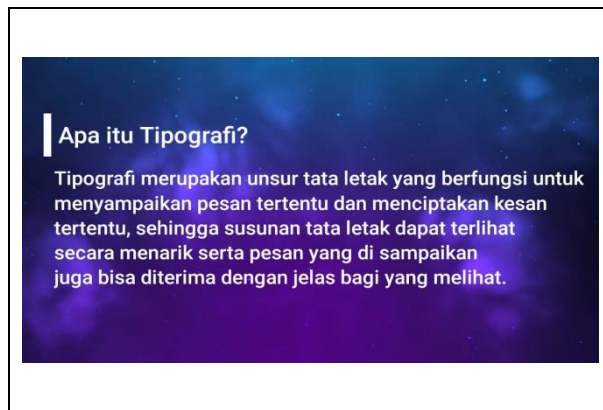 Apa itu Tipografi?
Tipografi merupakan unsur tata letak yang berfungsi untuk
menyampaikan pesan tertentu dan menciptakan kesan
tertentu, sehingga susunan tata letak dapat terlihat
secara menarik serta pesan yang di sampaikan
juga bisa diterima dengan jelas bagi yang melihat.